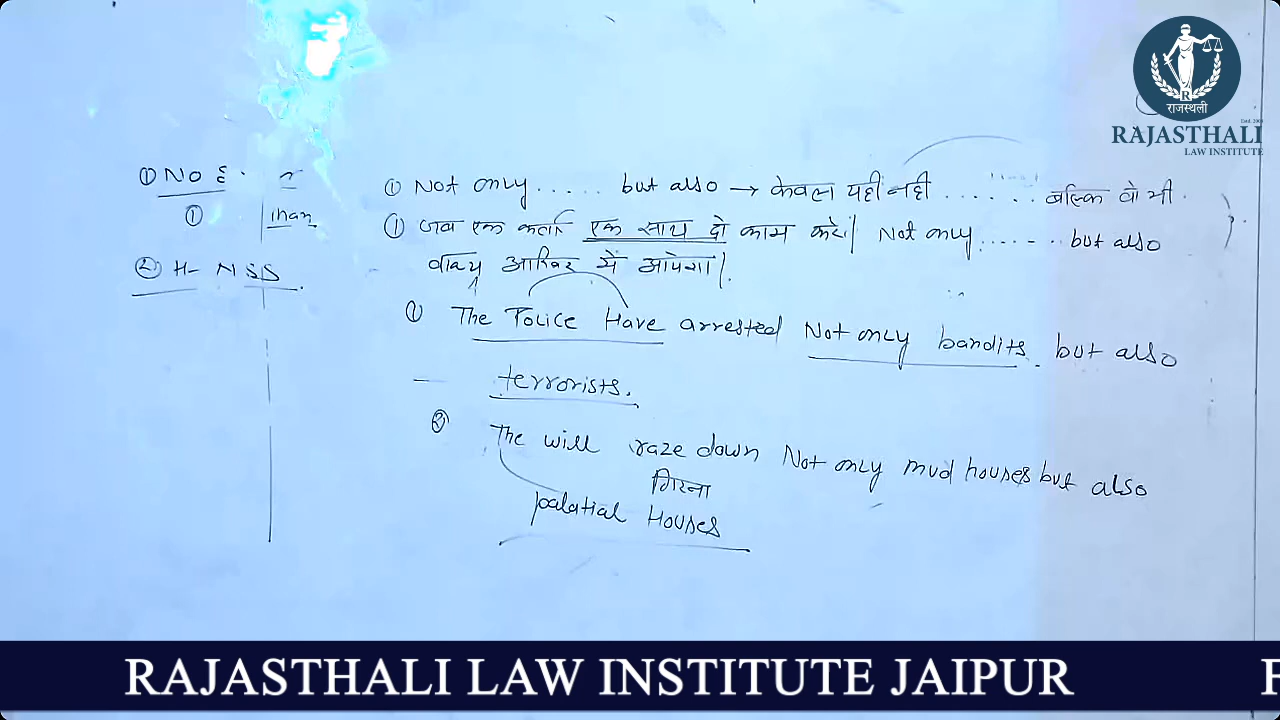 राजस्थली
Estd. 2004
RAJASTHALI
LAW INSTITUTE
① No
① than
② H- NSS
① Not only ..... but also → केवल यही नही ...... बल्कि वो भी.
① जब एक कर्ता एक साथ दो काम करे। Not only ...... but also
वाक्य आखिर में आयेगा।
① The Police Have arrested Not only bandits but also
terrorists.
② The will raze down Not only mud houses but also
गिरना
palatial Houses
RAJASTHALI LAW INSTITUTE JAIPUR